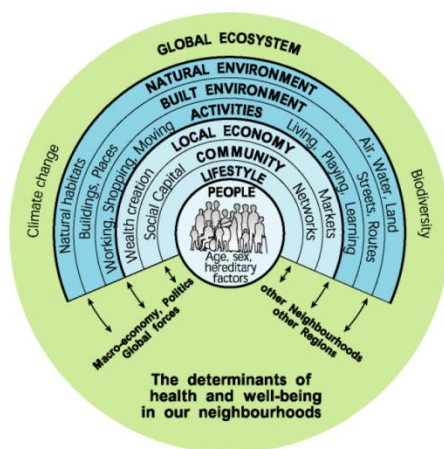 GLOBAL ECOSYSTEM
NATURAL ENVIRONMENT
BUILT ENVIRONMENT
ACTIVITIES
LOCAL ECONOMY
COMMUNITY
LIFESTYLE
PEOPLE
Age, sex,
hereditary
factors
Climate change
Natural habitats
Buildings, Places
Working, Shopping, Moving
Wealth creation
Social Capital
Networks
Markets
Living, Playing, Learning
Streets, Routes
Air, Water, Land
Biodiversity
Macro-economy, Politics
Global forces
other Neighbourhoods
other Regions
The determinants of
health and well-being
in our neighbourhoods